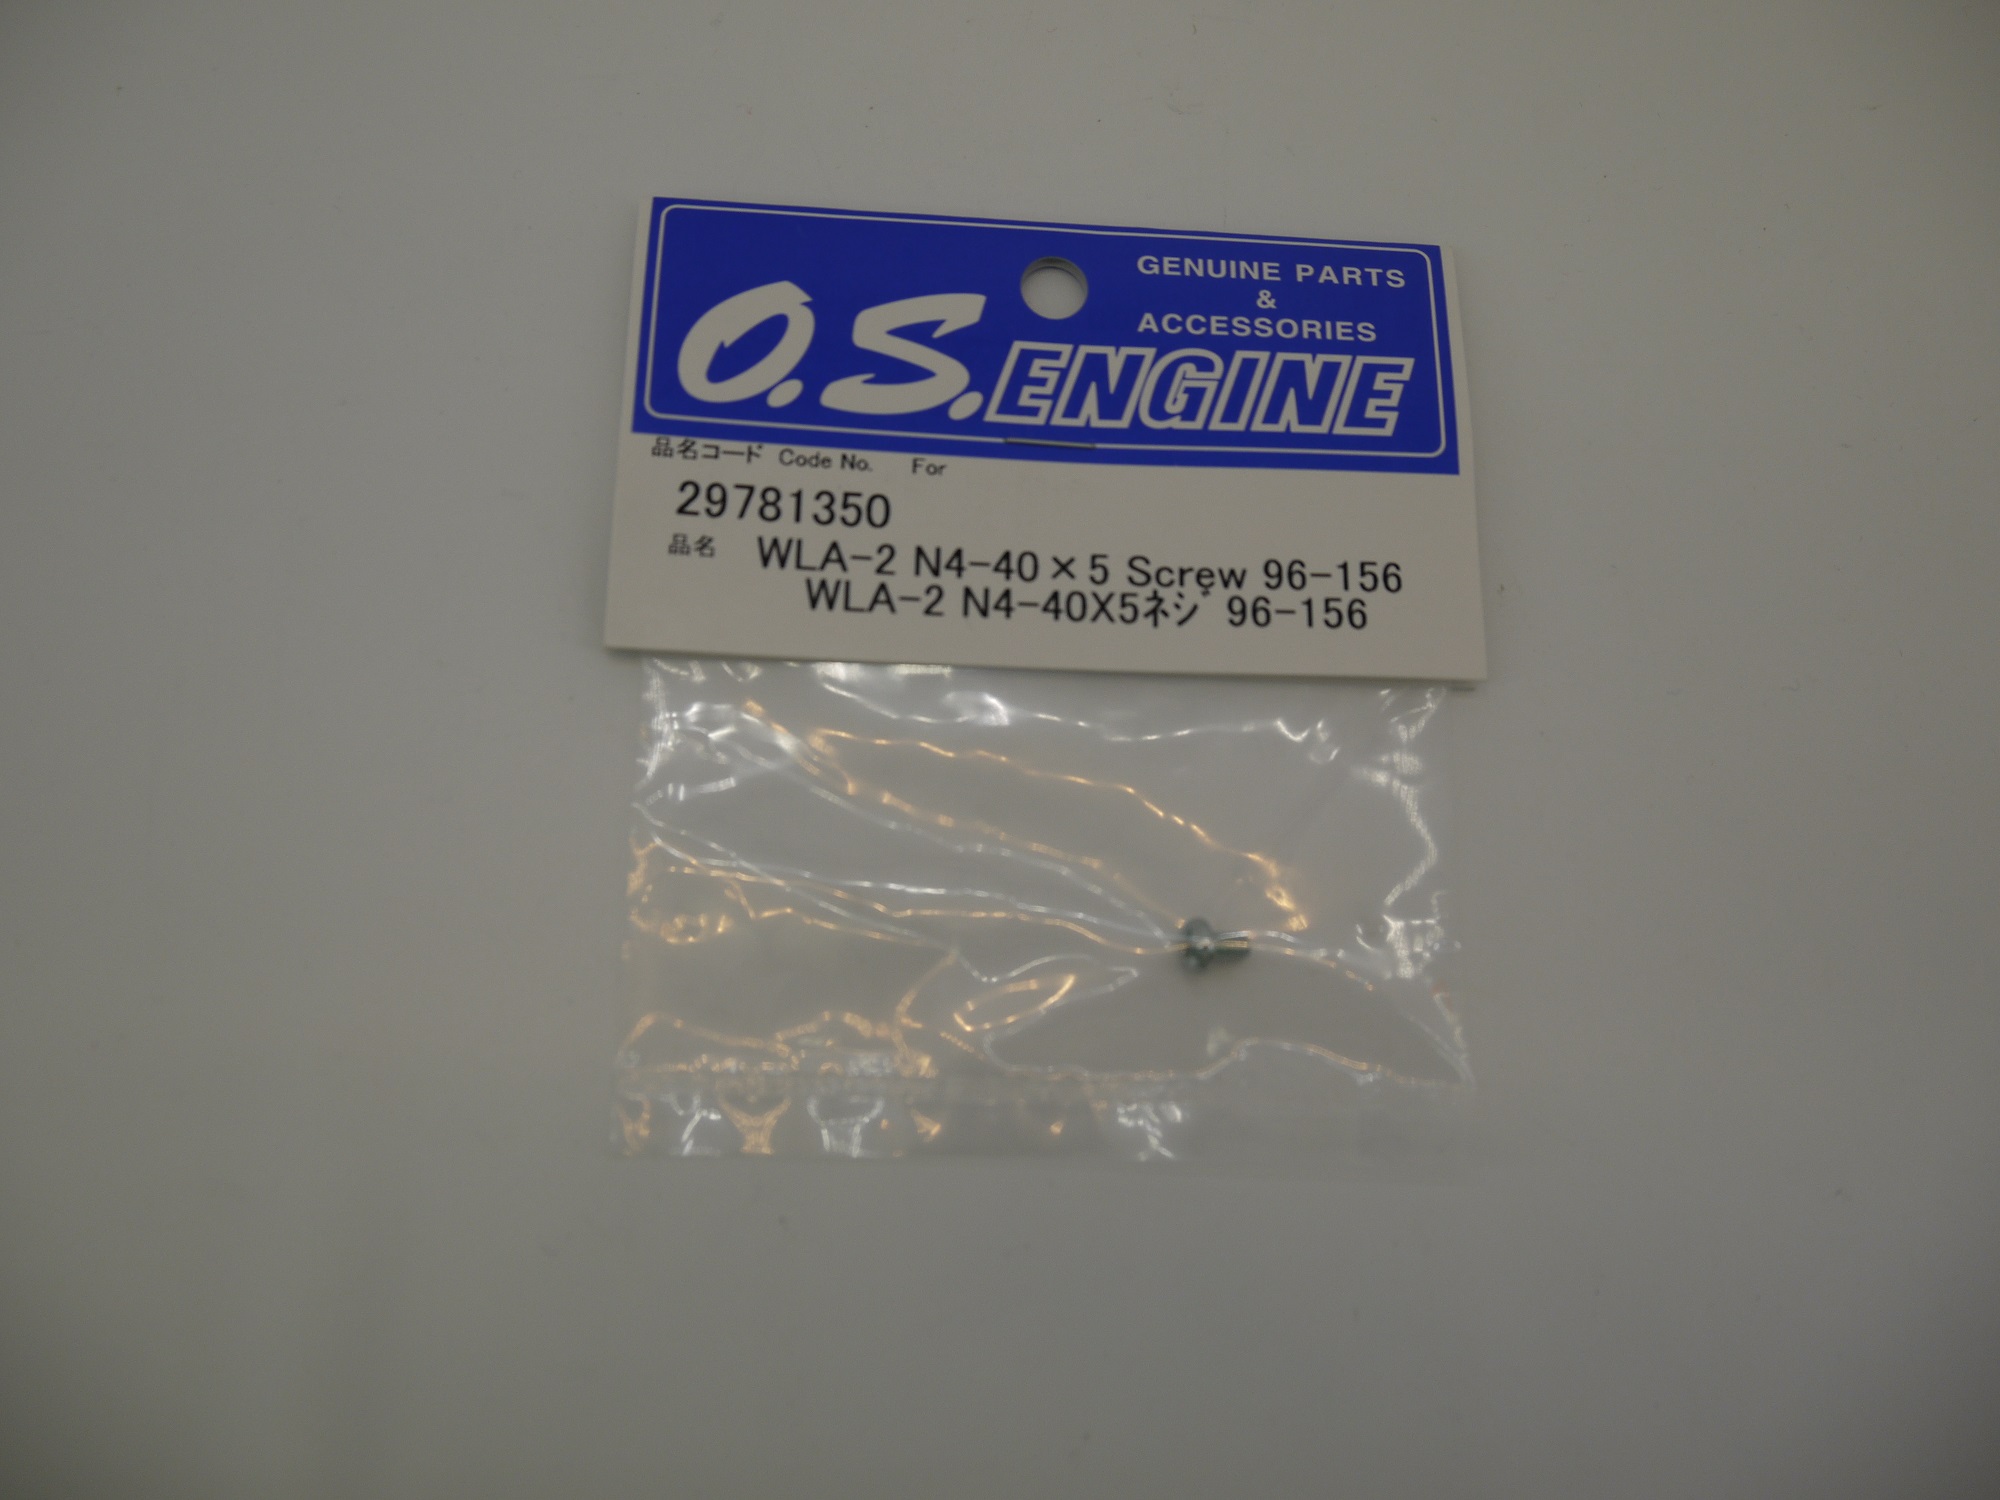 GENUINE PARTS
&
ACCESSORIES
O.S.ENGINE
品名コード Code No. For
29781350
品名 WLA-2 N4-40×5 Screw 96-156
WLA-2 N4-40X5ネジ 96-156